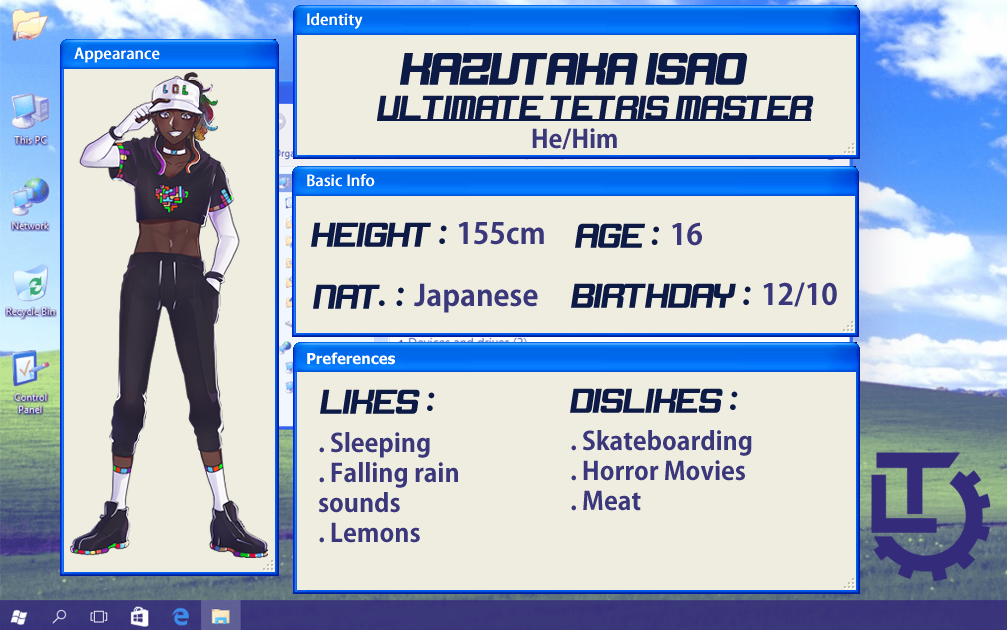 Identity
KAZUTAKA ISAO
ULTIMATE TETRIS MASTER
He/Him
Appearance
LOL
This PC
Network
Recycle Bin
Control
Panel
Basic Info
HEIGHT : 155cm
AGE : 16
NAT. : Japanese
BIRTHDAY : 12/10
Preferences
LIKES :
. Sleeping
. Falling rain
sounds
. Lemons
DISLIKES :
. Skateboarding
. Horror Movies
. Meat
LT